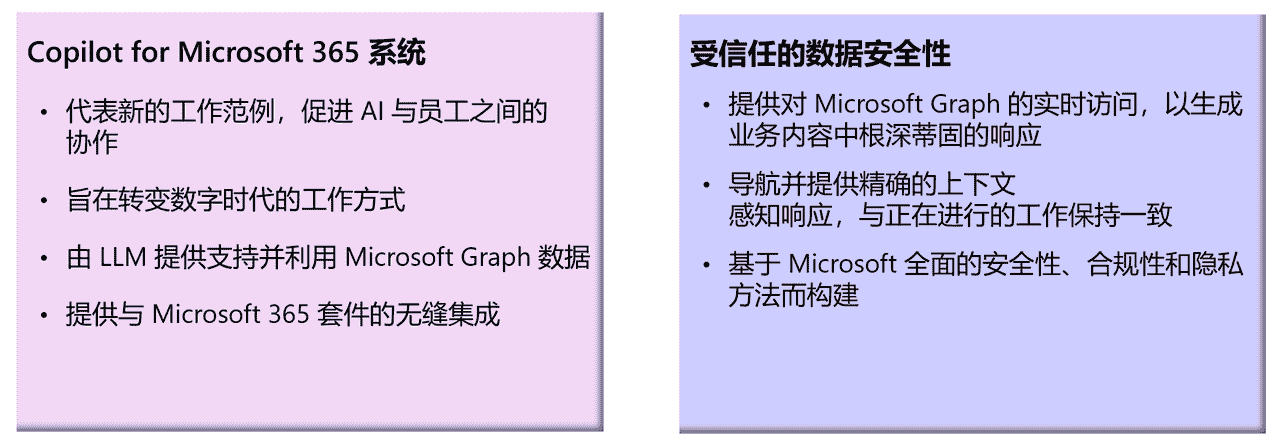 Copilot for Microsoft 365 系统
• 代表新的工作范例，促进 AI 与员工之间的
协作
• 旨在转变数字时代的工作方式
• 由 LLM 提供支持并利用 Microsoft Graph 数据
• 提供与 Microsoft 365 套件的无缝集成
受信任的数据安全性
• 提供对 Microsoft Graph 的实时访问，以生成
业务内容中根深蒂固的响应
• 导航并提供精确的上下文
感知响应，与正在进行的工作保持一致
• 基于 Microsoft 全面的安全性、合规性和隐私
方法而构建